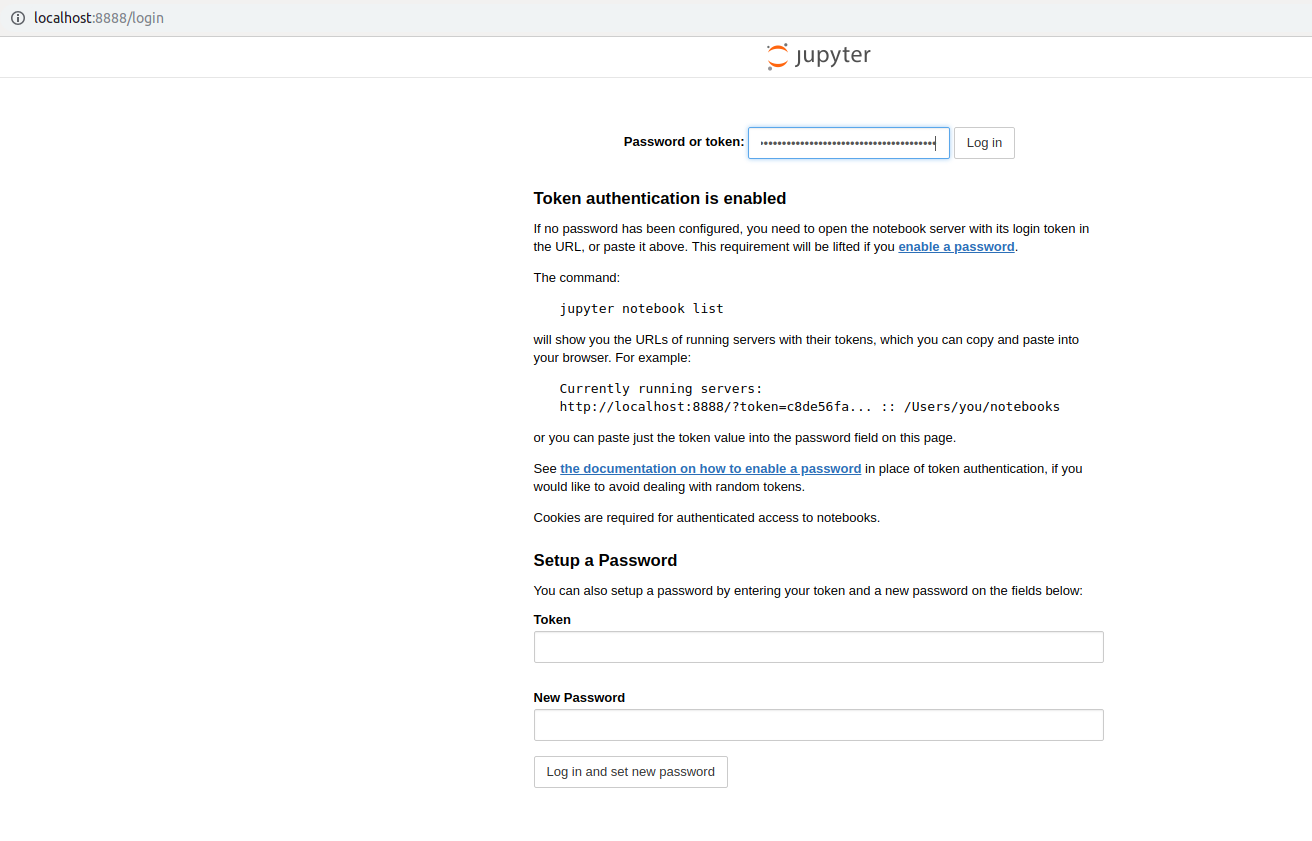 localhost:8888/login
jupyter
Password or token: •••••••••••••••••••••••••••••••••••••••• Log in
Token authentication is enabled
If no password has been configured, you need to open the notebook server with its login token in
the URL, or paste it above. This requirement will be lifted if you enable a password.
The command:
jupyter notebook list
will show you the URLs of running servers with their tokens, which you can copy and paste into
your browser. For example:
Currently running servers:
http://localhost:8888/?token=c8de56fa... :: /Users/you/notebooks
or you can paste just the token value into the password field on this page.
See the documentation on how to enable a password in place of token authentication, if you
would like to avoid dealing with random tokens.
Cookies are required for authenticated access to notebooks.
Setup a Password
You can also setup a password by entering your token and a new password on the fields below:
Token
New Password
Log in and set new password